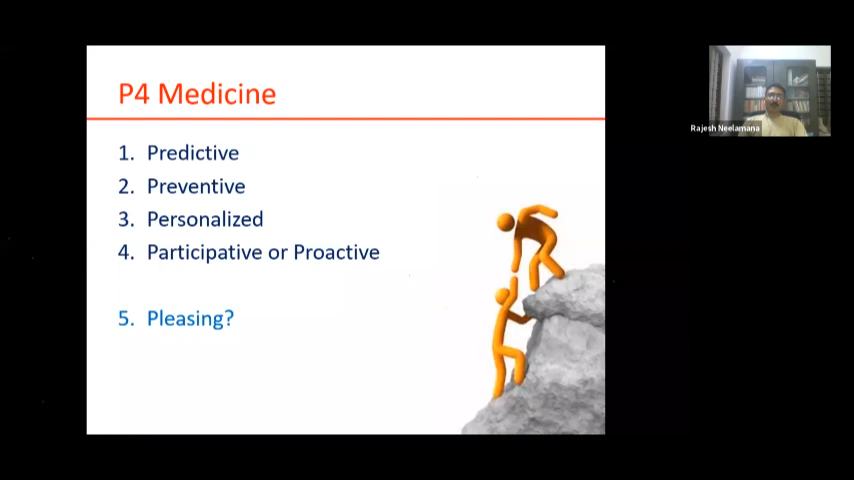 P4 Medicine
1. Predictive
2. Preventive
3. Personalized
4. Participative or Proactive
5. Pleasing?
Rajesh Neelamana